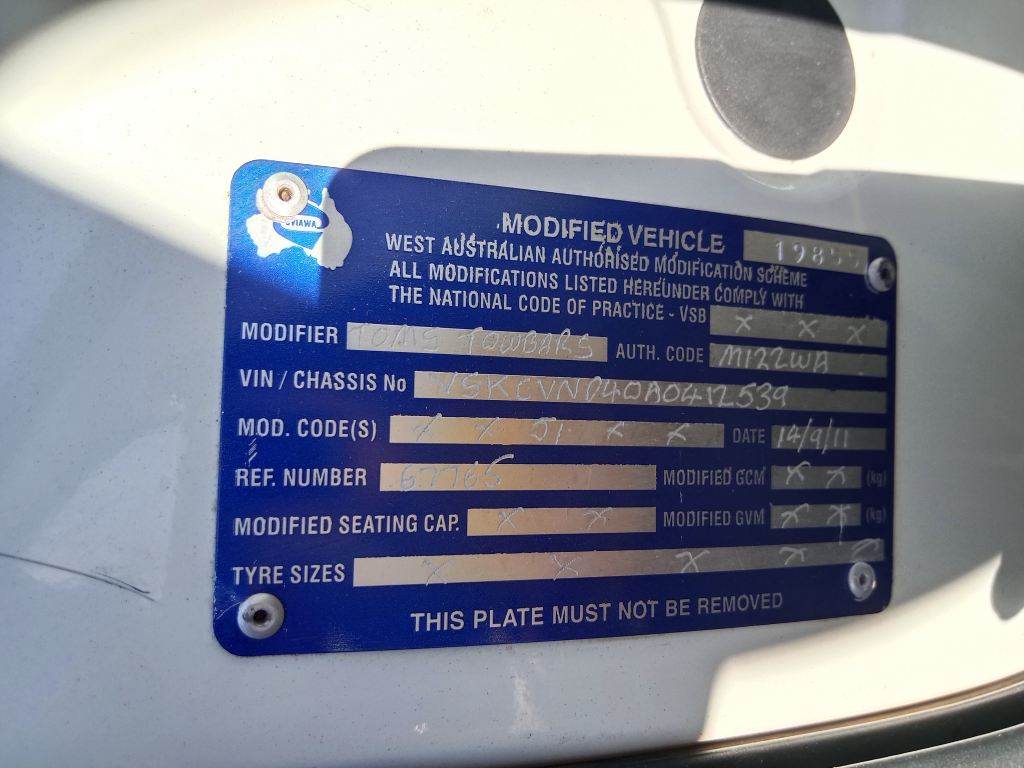 VIAWA
MODIFIED VEHICLE 19855
WEST AUSTRALIAN AUTHORISED MODIFICATION SCHEME
ALL MODIFICATIONS LISTED HEREUNDER COMPLY WITH
THE NATIONAL CODE OF PRACTICE - VSB X X X
MODIFIER TOMS TOWBARS AUTH. CODE M122WA
VIN / CHASSIS No VSKCVND40A0412539
MOD. CODE(S) X X J1 X X DATE 14/9/11
REF. NUMBER 67765 MODIFIED GCM X X (kg)
MODIFIED SEATING CAP. X X MODIFIED GVM X X (kg)
TYRE SIZES X X X X
THIS PLATE MUST NOT BE REMOVED